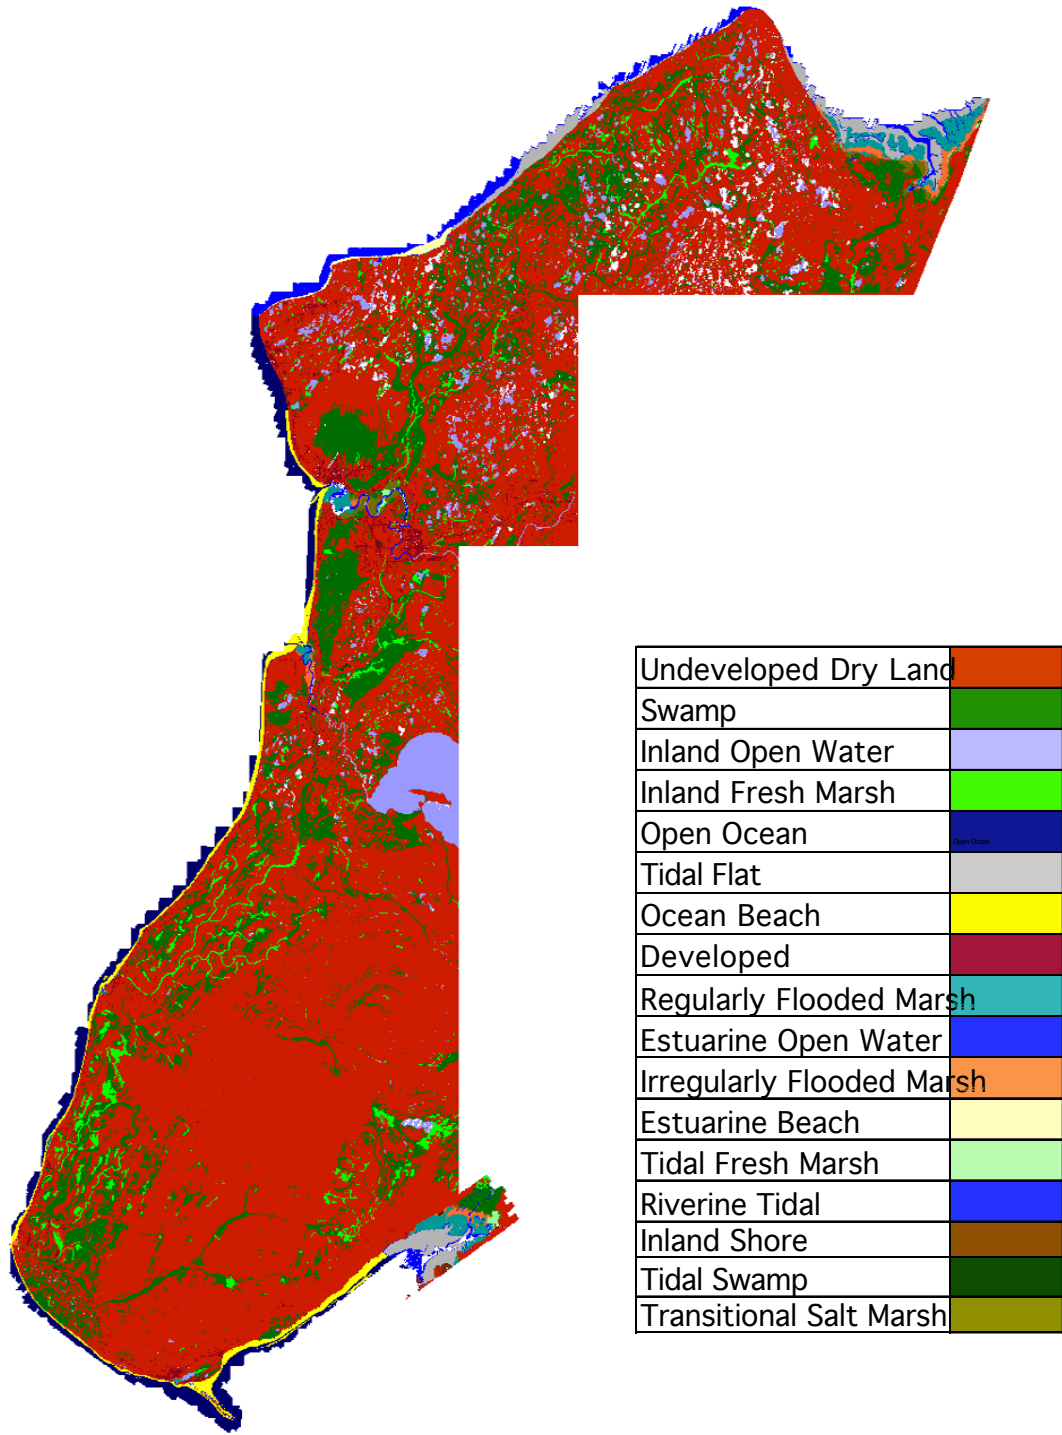 Undeveloped Dry Land
Swamp
Inland Open Water
Inland Fresh Marsh
Open Ocean
Open Ocean
Tidal Flat
Ocean Beach
Developed
Regularly Flooded Marsh
Estuarine Open Water
Irregularly Flooded Marsh
Estuarine Beach
Tidal Fresh Marsh
Riverine Tidal
Inland Shore
Tidal Swamp
Transitional Salt Marsh